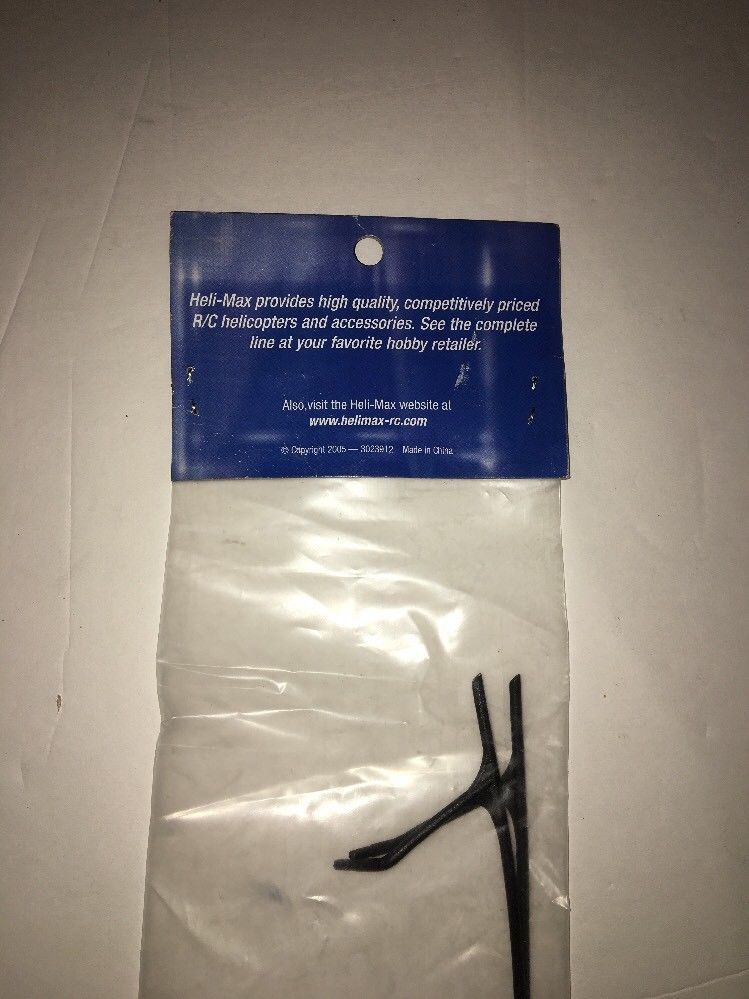 Heli-Max provides high quality, competitively priced
R/C helicopters and accessories. See the complete
line at your favorite hobby retailer.
Also, visit the Heli-Max website at
www.helimax-rc.com
© Copyright 2005 — 3023912 Made in China